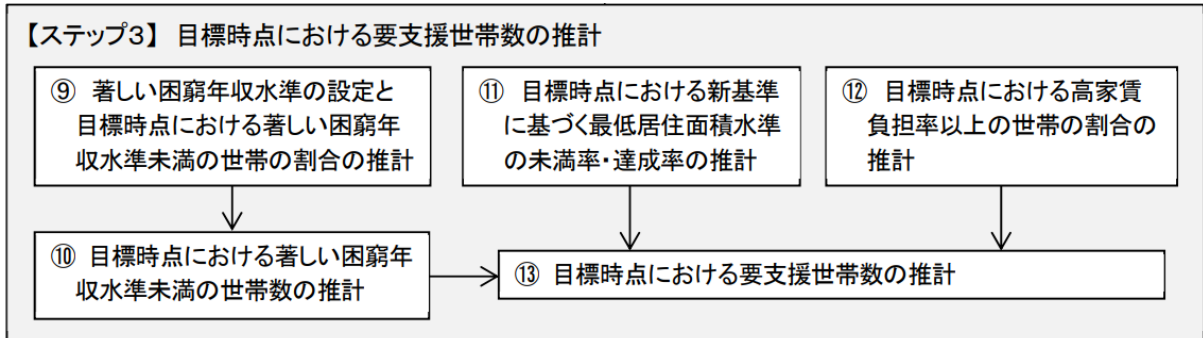 【ステップ3】 目標時点における要支援世帯数の推計
⑨ 著しい困窮年収水準の設定と
目標時点における著しい困窮年
収水準未満の世帯の割合の推計
⑪ 目標時点における新基準
に基づく最低居住面積水準
の未満率・達成率の推計
⑫ 目標時点における高家賃
負担率以上の世帯の割合の
推計
⑩ 目標時点における著しい困窮年
収水準未満の世帯数の推計
⑬ 目標時点における要支援世帯数の推計